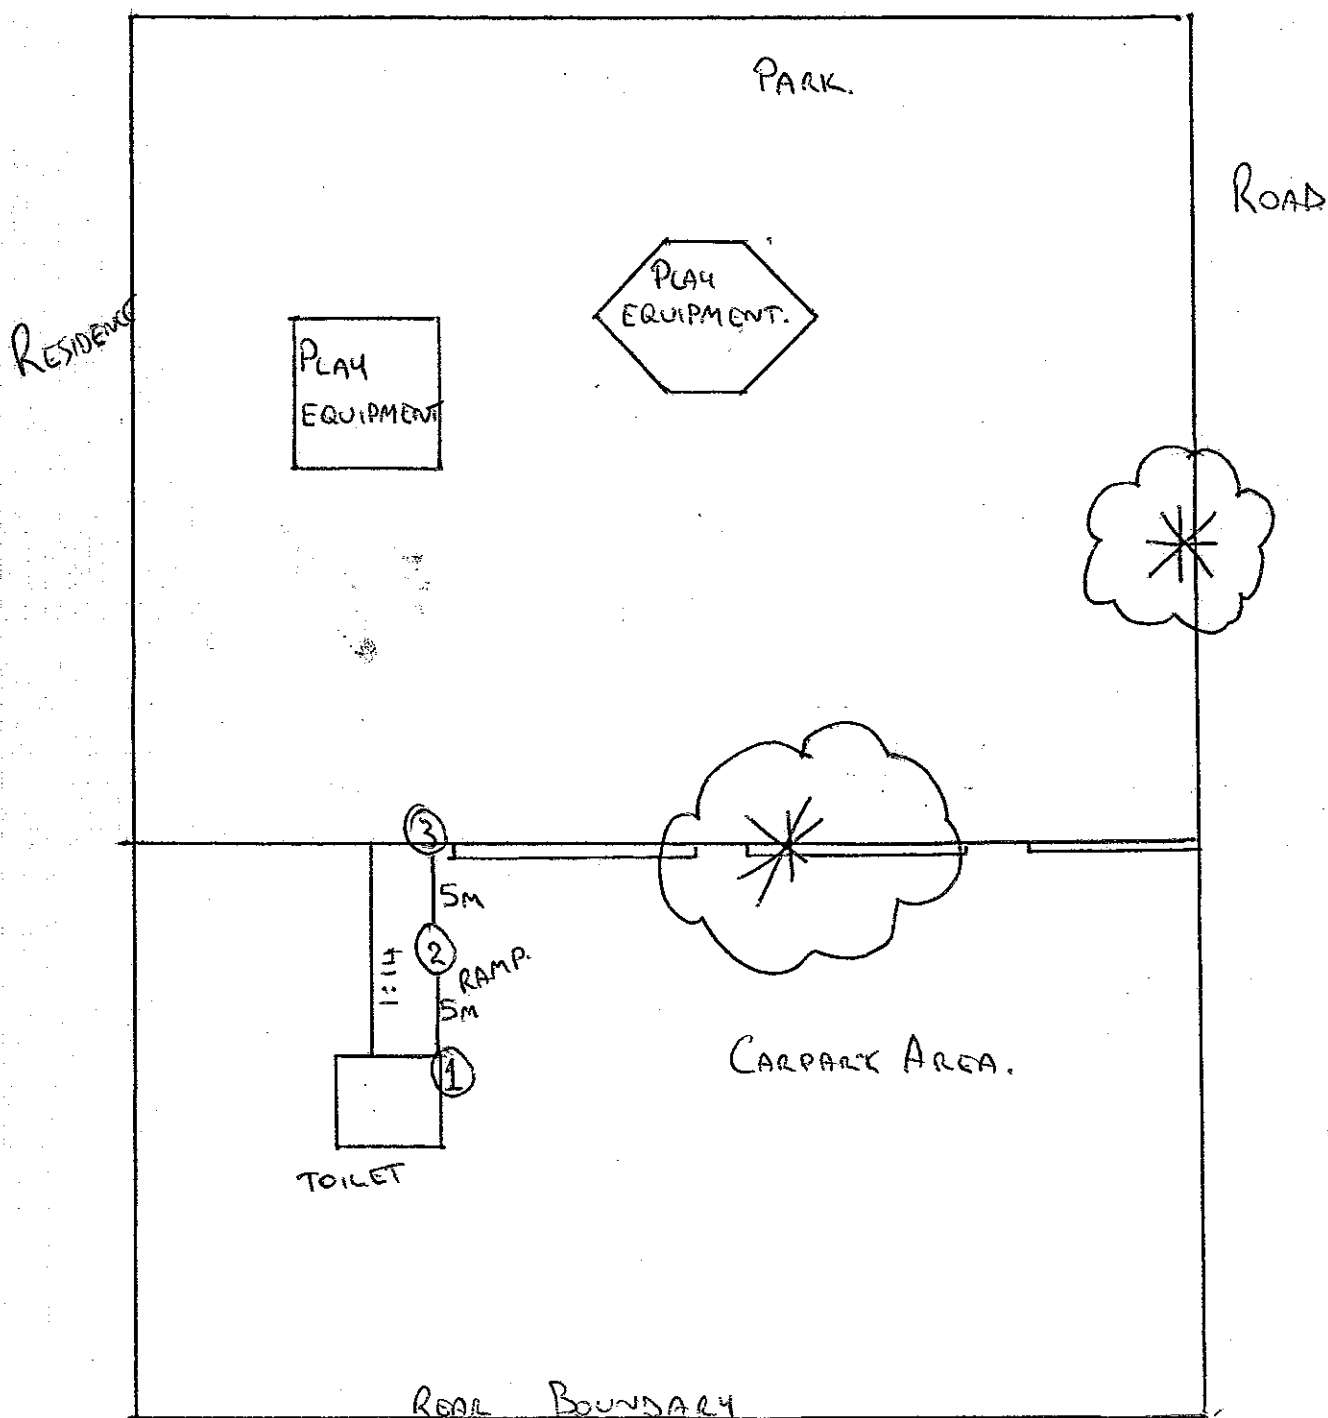 PARK.
ROAD
PLAY
EQUIPMENT.
RESIDENCE
PLAY
EQUIPMENT
3
5M
2
RAMP.
1:14
5M
1
CARPARK AREA.
TOILET
REAR BOUNDARY